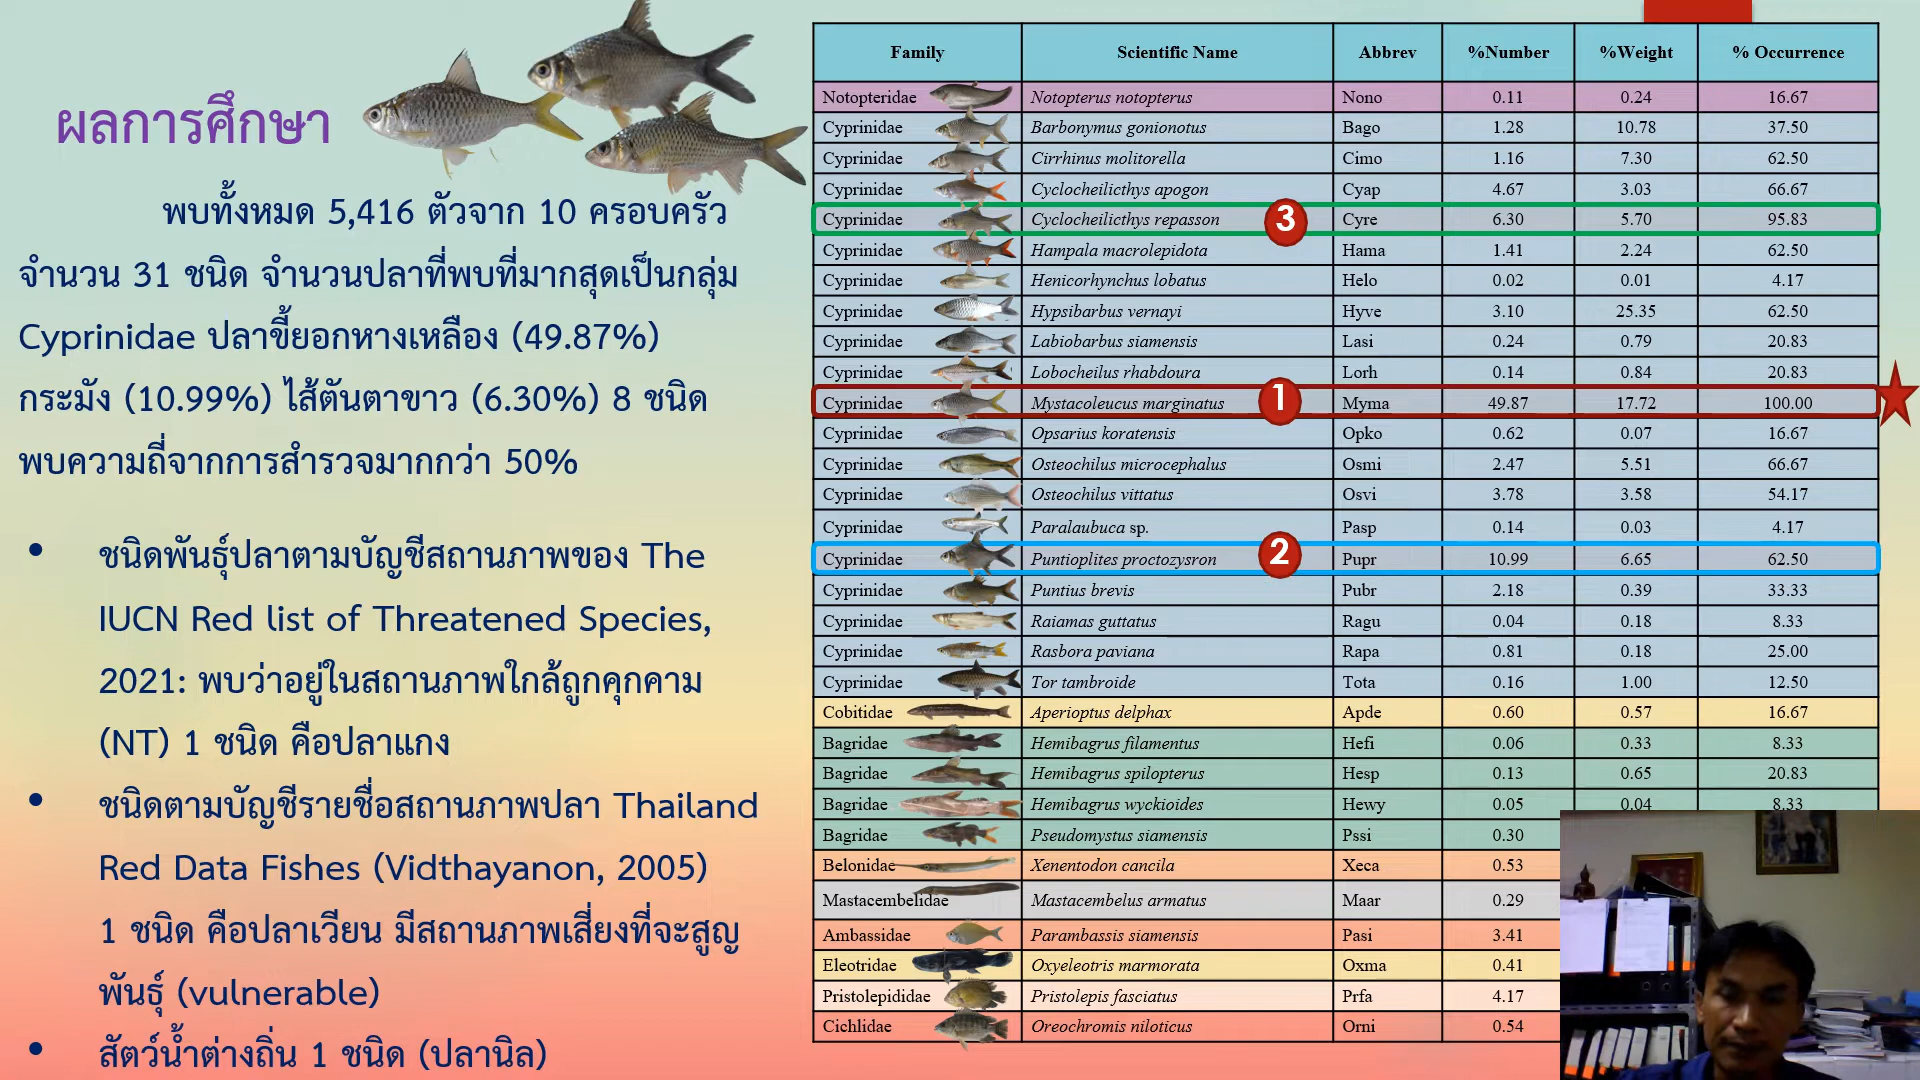 ผลการศึกษา
พบทั้งหมด 5,416 ตัวจาก 10 ครอบครัว
จำนวน 31 ชนิด จำนวนปลาที่พบที่มากสุดเป็นกลุ่ม
Cyprinidae ปลาขี้ยอกหางเหลือง (49.87%)
กระมัง (10.99%) ไส้ตันตาขาว (6.30%) 8 ชนิด
พบความถี่จากการสำรวจมากกว่า 50%
• ชนิดพันธุ์ปลาตามบัญชีสถานภาพของ The
IUCN Red list of Threatened Species,
2021: พบว่าอยู่ในสถานภาพใกล้ถูกคุกคาม
(NT) 1 ชนิด คือปลาแกง
• ชนิดตามบัญชีรายชื่อสถานภาพปลา Thailand
Red Data Fishes (Vidthayanon, 2005)
1 ชนิด คือปลาเวียน มีสถานภาพเสี่ยงที่จะสูญ
พันธุ์ (vulnerable)
• สัตว์น้ำต่างถิ่น 1 ชนิด (ปลานิล)
Family Scientific Name Abbrev %Number %Weight % Occurrence
Notopteridae Notopterus notopterus Nono 0.11 0.24 16.67
Cyprinidae Barbonymus gonionotus Bago 1.28 10.78 37.50
Cyprinidae Cirrhinus molitorella Cimo 1.16 7.30 62.50
Cyprinidae Cyclocheilicthys apogon Cyap 4.67 3.03 66.67
Cyprinidae Cyclocheilicthys repasson 3 Cyre 6.30 5.70 95.83
Cyprinidae Hampala macrolepidota Hama 1.41 2.24 62.50
Cyprinidae Henicorhynchus lobatus Helo 0.02 0.01 4.17
Cyprinidae Hypsibarbus vernayi Hyve 3.10 25.35 62.50
Cyprinidae Labiobarbus siamensis Lasi 0.24 0.79 20.83
Cyprinidae Lobocheilus rhabdoura Lorh 0.14 0.84 20.83
Cyprinidae Mystacoleucus marginatus 1 Myma 49.87 17.72 100.00
Cyprinidae Opsarius koratensis Opko 0.62 0.07 16.67
Cyprinidae Osteochilus microcephalus Osmi 2.47 5.51 66.67
Cyprinidae Osteochilus vittatus Osvi 3.78 3.58 54.17
Cyprinidae Paralaubuca sp. Pasp 0.14 0.03 4.17
Cyprinidae Puntioplites proctozysron 2 Pupr 10.99 6.65 62.50
Cyprinidae Puntius brevis Pubr 2.18 0.39 33.33
Cyprinidae Raiamas guttatus Ragu 0.04 0.18 8.33
Cyprinidae Rasbora paviana Rapa 0.81 0.18 25.00
Cyprinidae Tor tambroide Tota 0.16 1.00 12.50
Cobitidae Aperioptus delphax Apde 0.60 0.57 16.67
Bagridae Hemibagrus filamentus Hefi 0.06 0.33 8.33
Bagridae Hemibagrus spilopterus Hesp 0.13 0.65 20.83
Bagridae Hemibagrus wyckioides Hewy 0.05 0.04 8.33
Bagridae Pseudomystus siamensis Pssi 0.30
Belonidae Xenentodon cancila Xeca 0.53
Mastacembelidae Mastacembelus armatus Maar 0.29
Ambassidae Parambassis siamensis Pasi 3.41
Eleotridae Oxyeleotris marmorata Oxma 0.41
Pristolepididae Pristolepis fasciatus Prfa 4.17
Cichlidae Oreochromis niloticus Orni 0.54